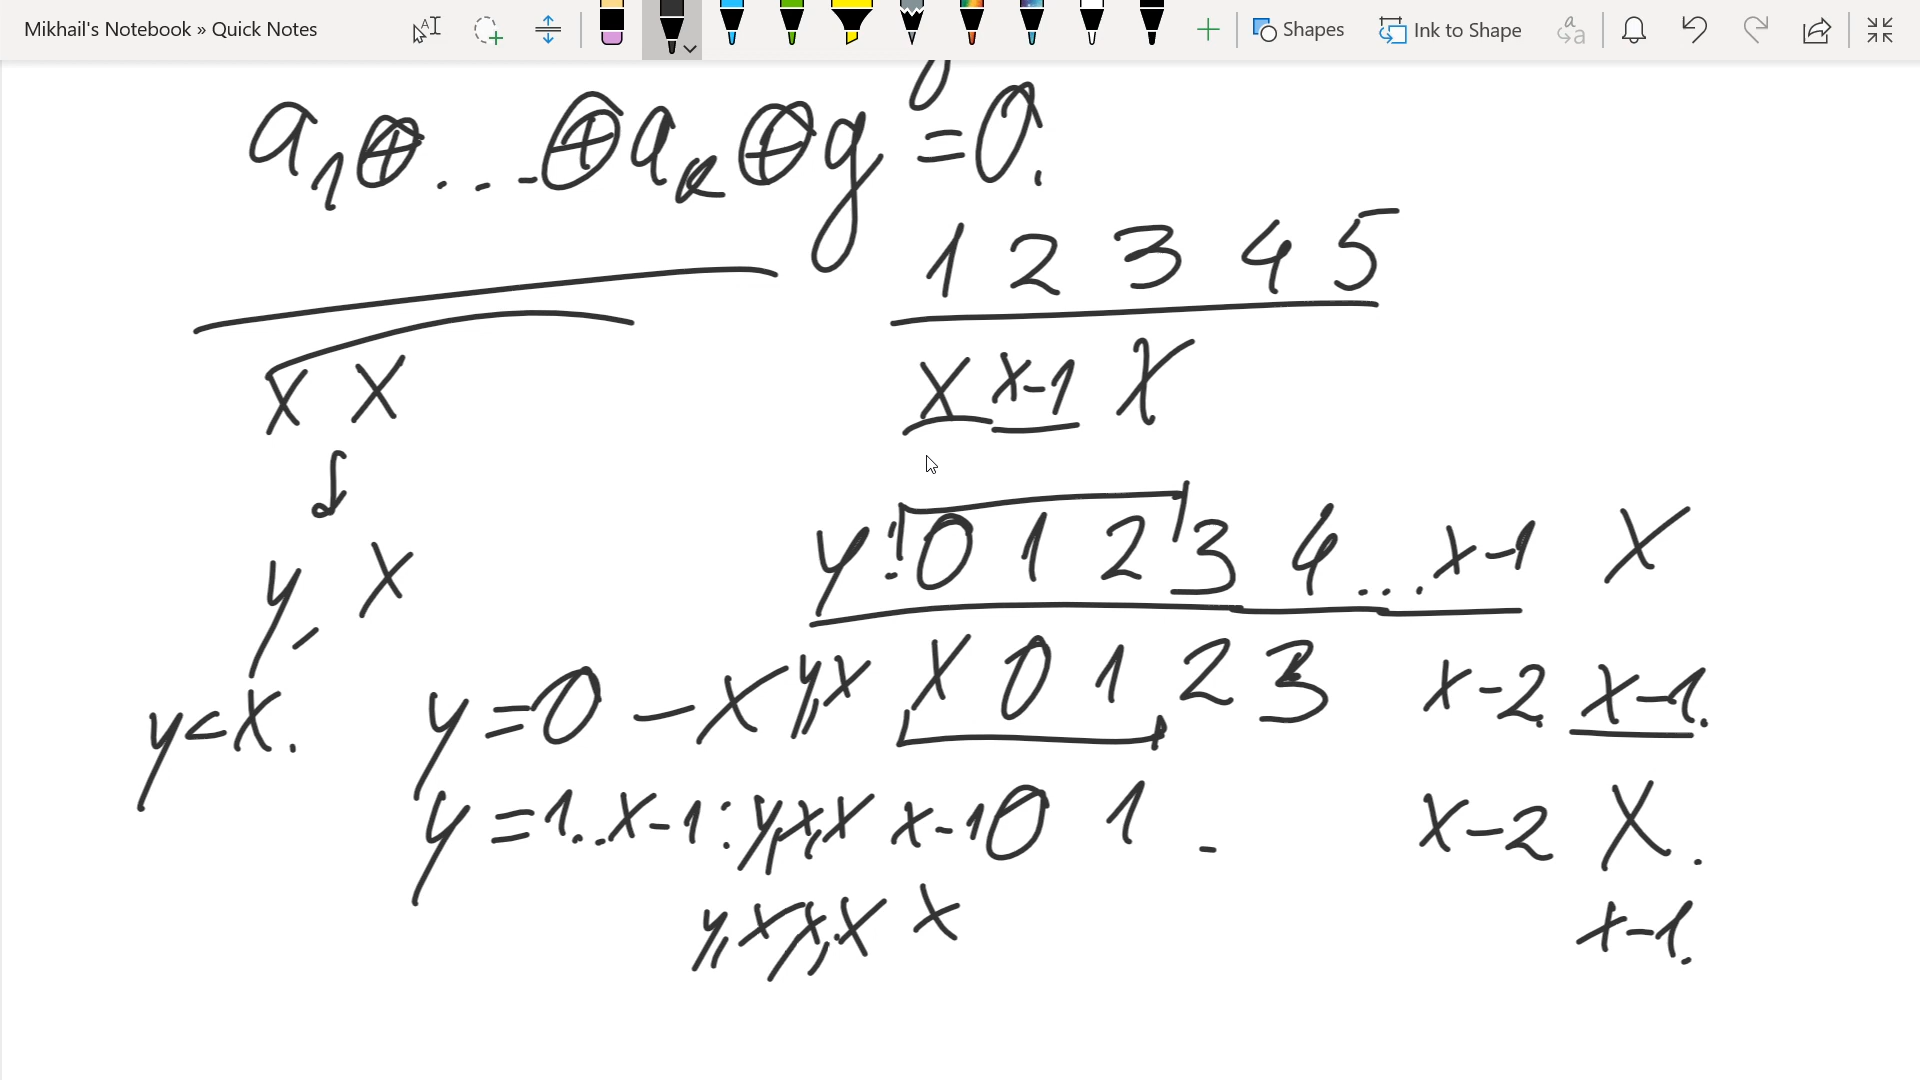 Mikhail's Notebook » Quick Notes
Shapes
Ink to Shape
a₁⊕...⊕aₖ⊕g=0.
1 2 3 4 5
x x
x x-1 x
y: 0 1 2 3 4 ... x-1 x
y, x
x 0 1, 2 3 x-2 x-1.
y<x.
y=0 - x y,x
y=1..x-1: y,x,x x-1 0 1 - x-2 x.
y,x,x,x x x-1.